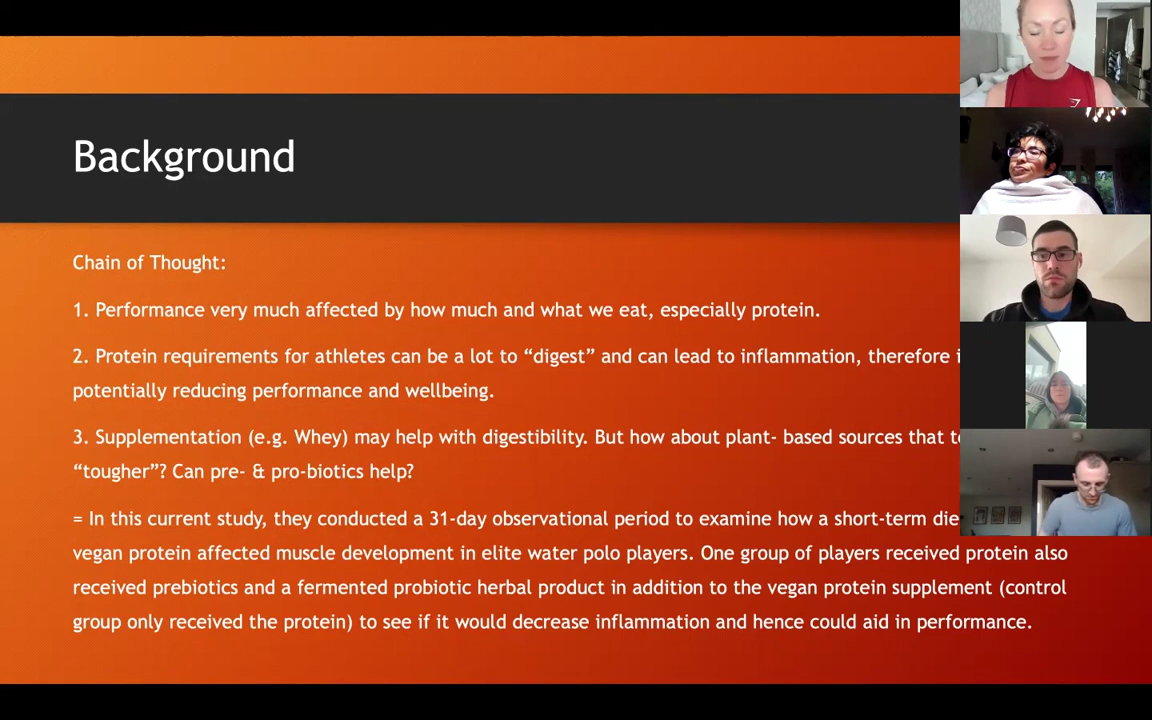 Background
Chain of Thought:
1. Performance very much affected by how much and what we eat, especially protein.
2. Protein requirements for athletes can be a lot to “digest” and can lead to inflammation, therefore
potentially reducing performance and wellbeing.
3. Supplementation (e.g. Whey) may help with digestibility. But how about plant- based sources that
“tougher”? Can pre- & pro-biotics help?
= In this current study, they conducted a 31-day observational period to examine how a short-term
vegan protein affected muscle development in elite water polo players. One group of players received protein also
received prebiotics and a fermented probiotic herbal product in addition to the vegan protein supplement (control
group only received the protein) to see if it would decrease inflammation and hence could aid in performance.